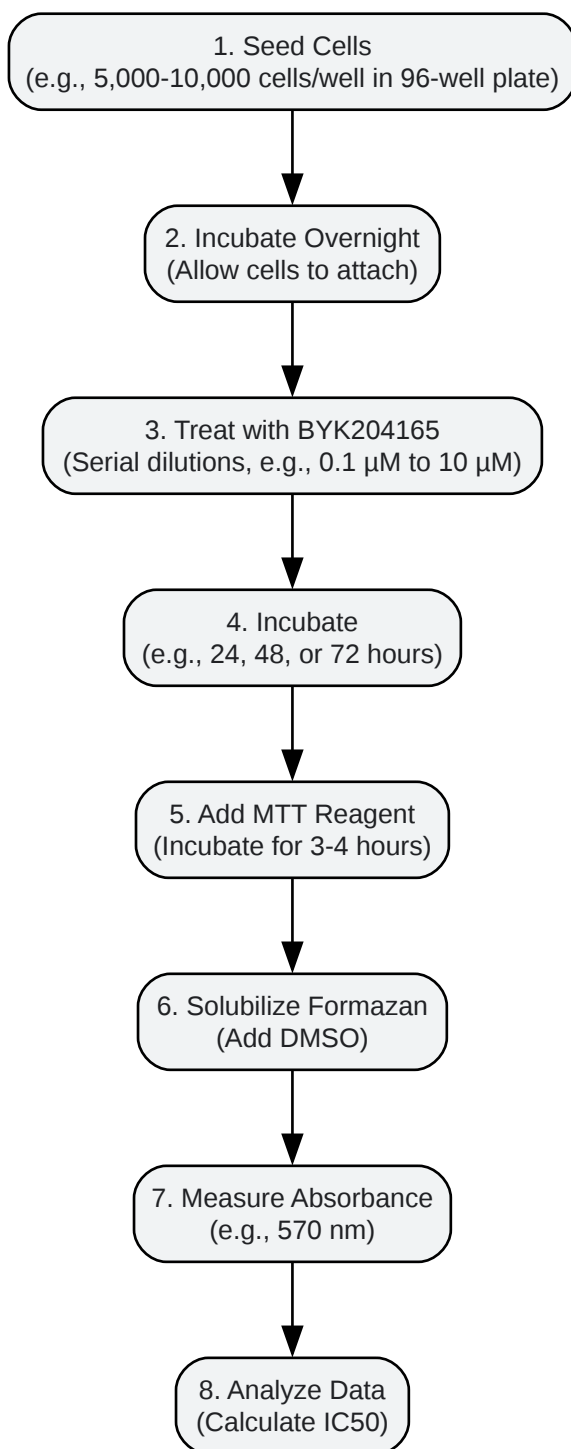 1. Seed Cells
(e.g., 5,000-10,000 cells/well in 96-well plate)
2. Incubate Overnight
(Allow cells to attach)
3. Treat with BYK204165
(Serial dilutions, e.g., 0.1 µM to 10 µM)
4. Incubate
(e.g., 24, 48, or 72 hours)
5. Add MTT Reagent
(Incubate for 3-4 hours)
6. Solubilize Formazan
(Add DMSO)
7. Measure Absorbance
(e.g., 570 nm)
8. Analyze Data
(Calculate IC50)